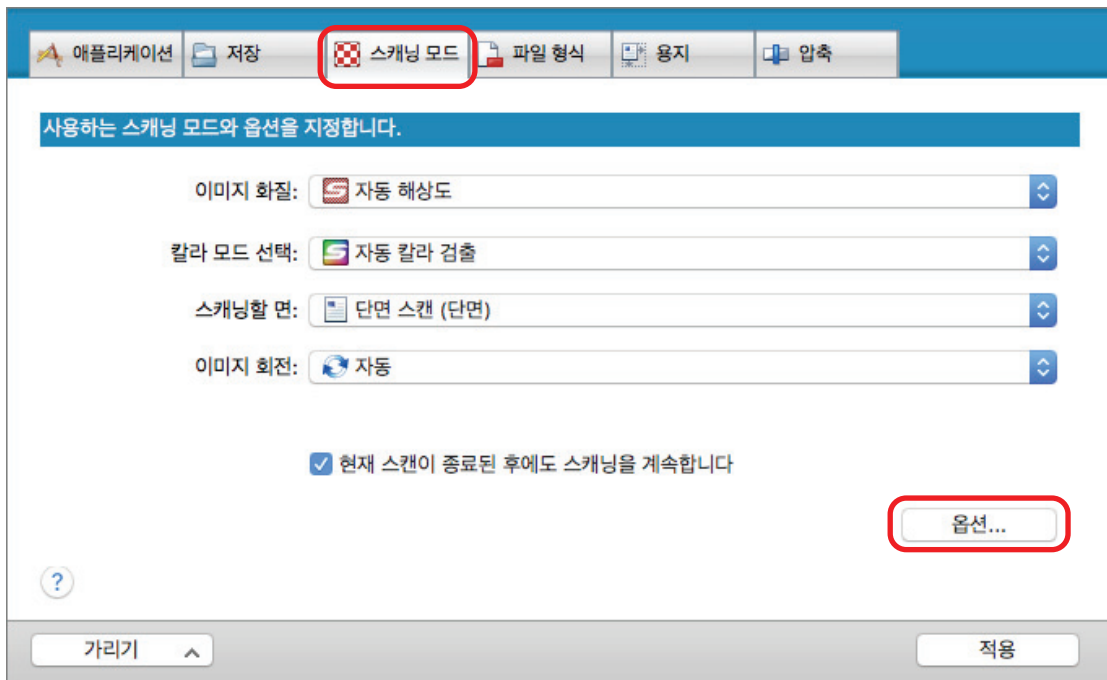 애플리케이션 저장 스캐닝 모드 파일 형식 용지 압축
사용하는 스캐닝 모드와 옵션을 지정합니다.
이미지 화질: 자동 해상도
칼라 모드 선택: 자동 칼라 검출
스캐닝할 면: 단면 스캔 (단면)
이미지 회전: 자동
현재 스캔이 종료된 후에도 스캐닝을 계속합니다
옵션...
?
가리기 적용